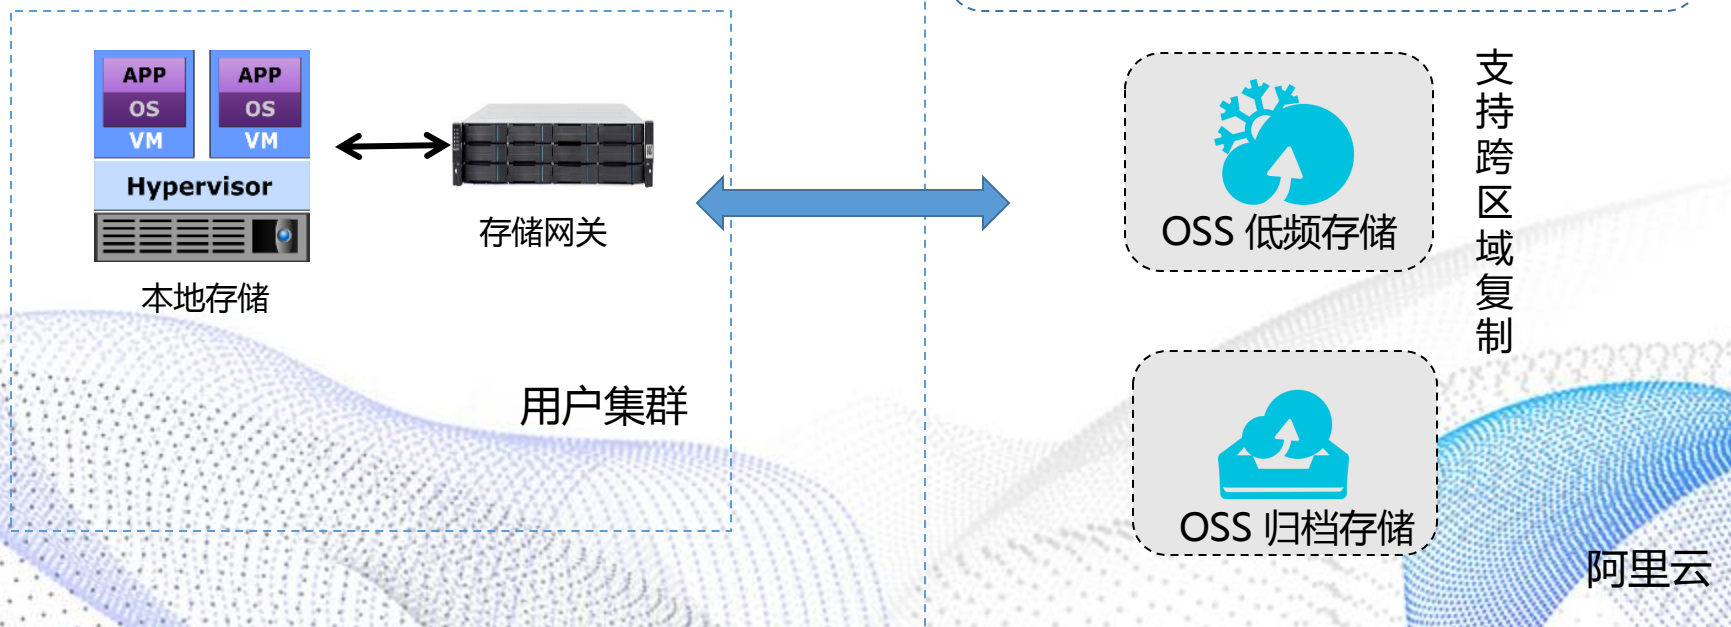 APP
APP
OS
OS
VM
VM
Hypervisor
本地存储
存储网关
用户集群
OSS 低频存储
OSS 归档存储
支持跨区域复制
阿里云